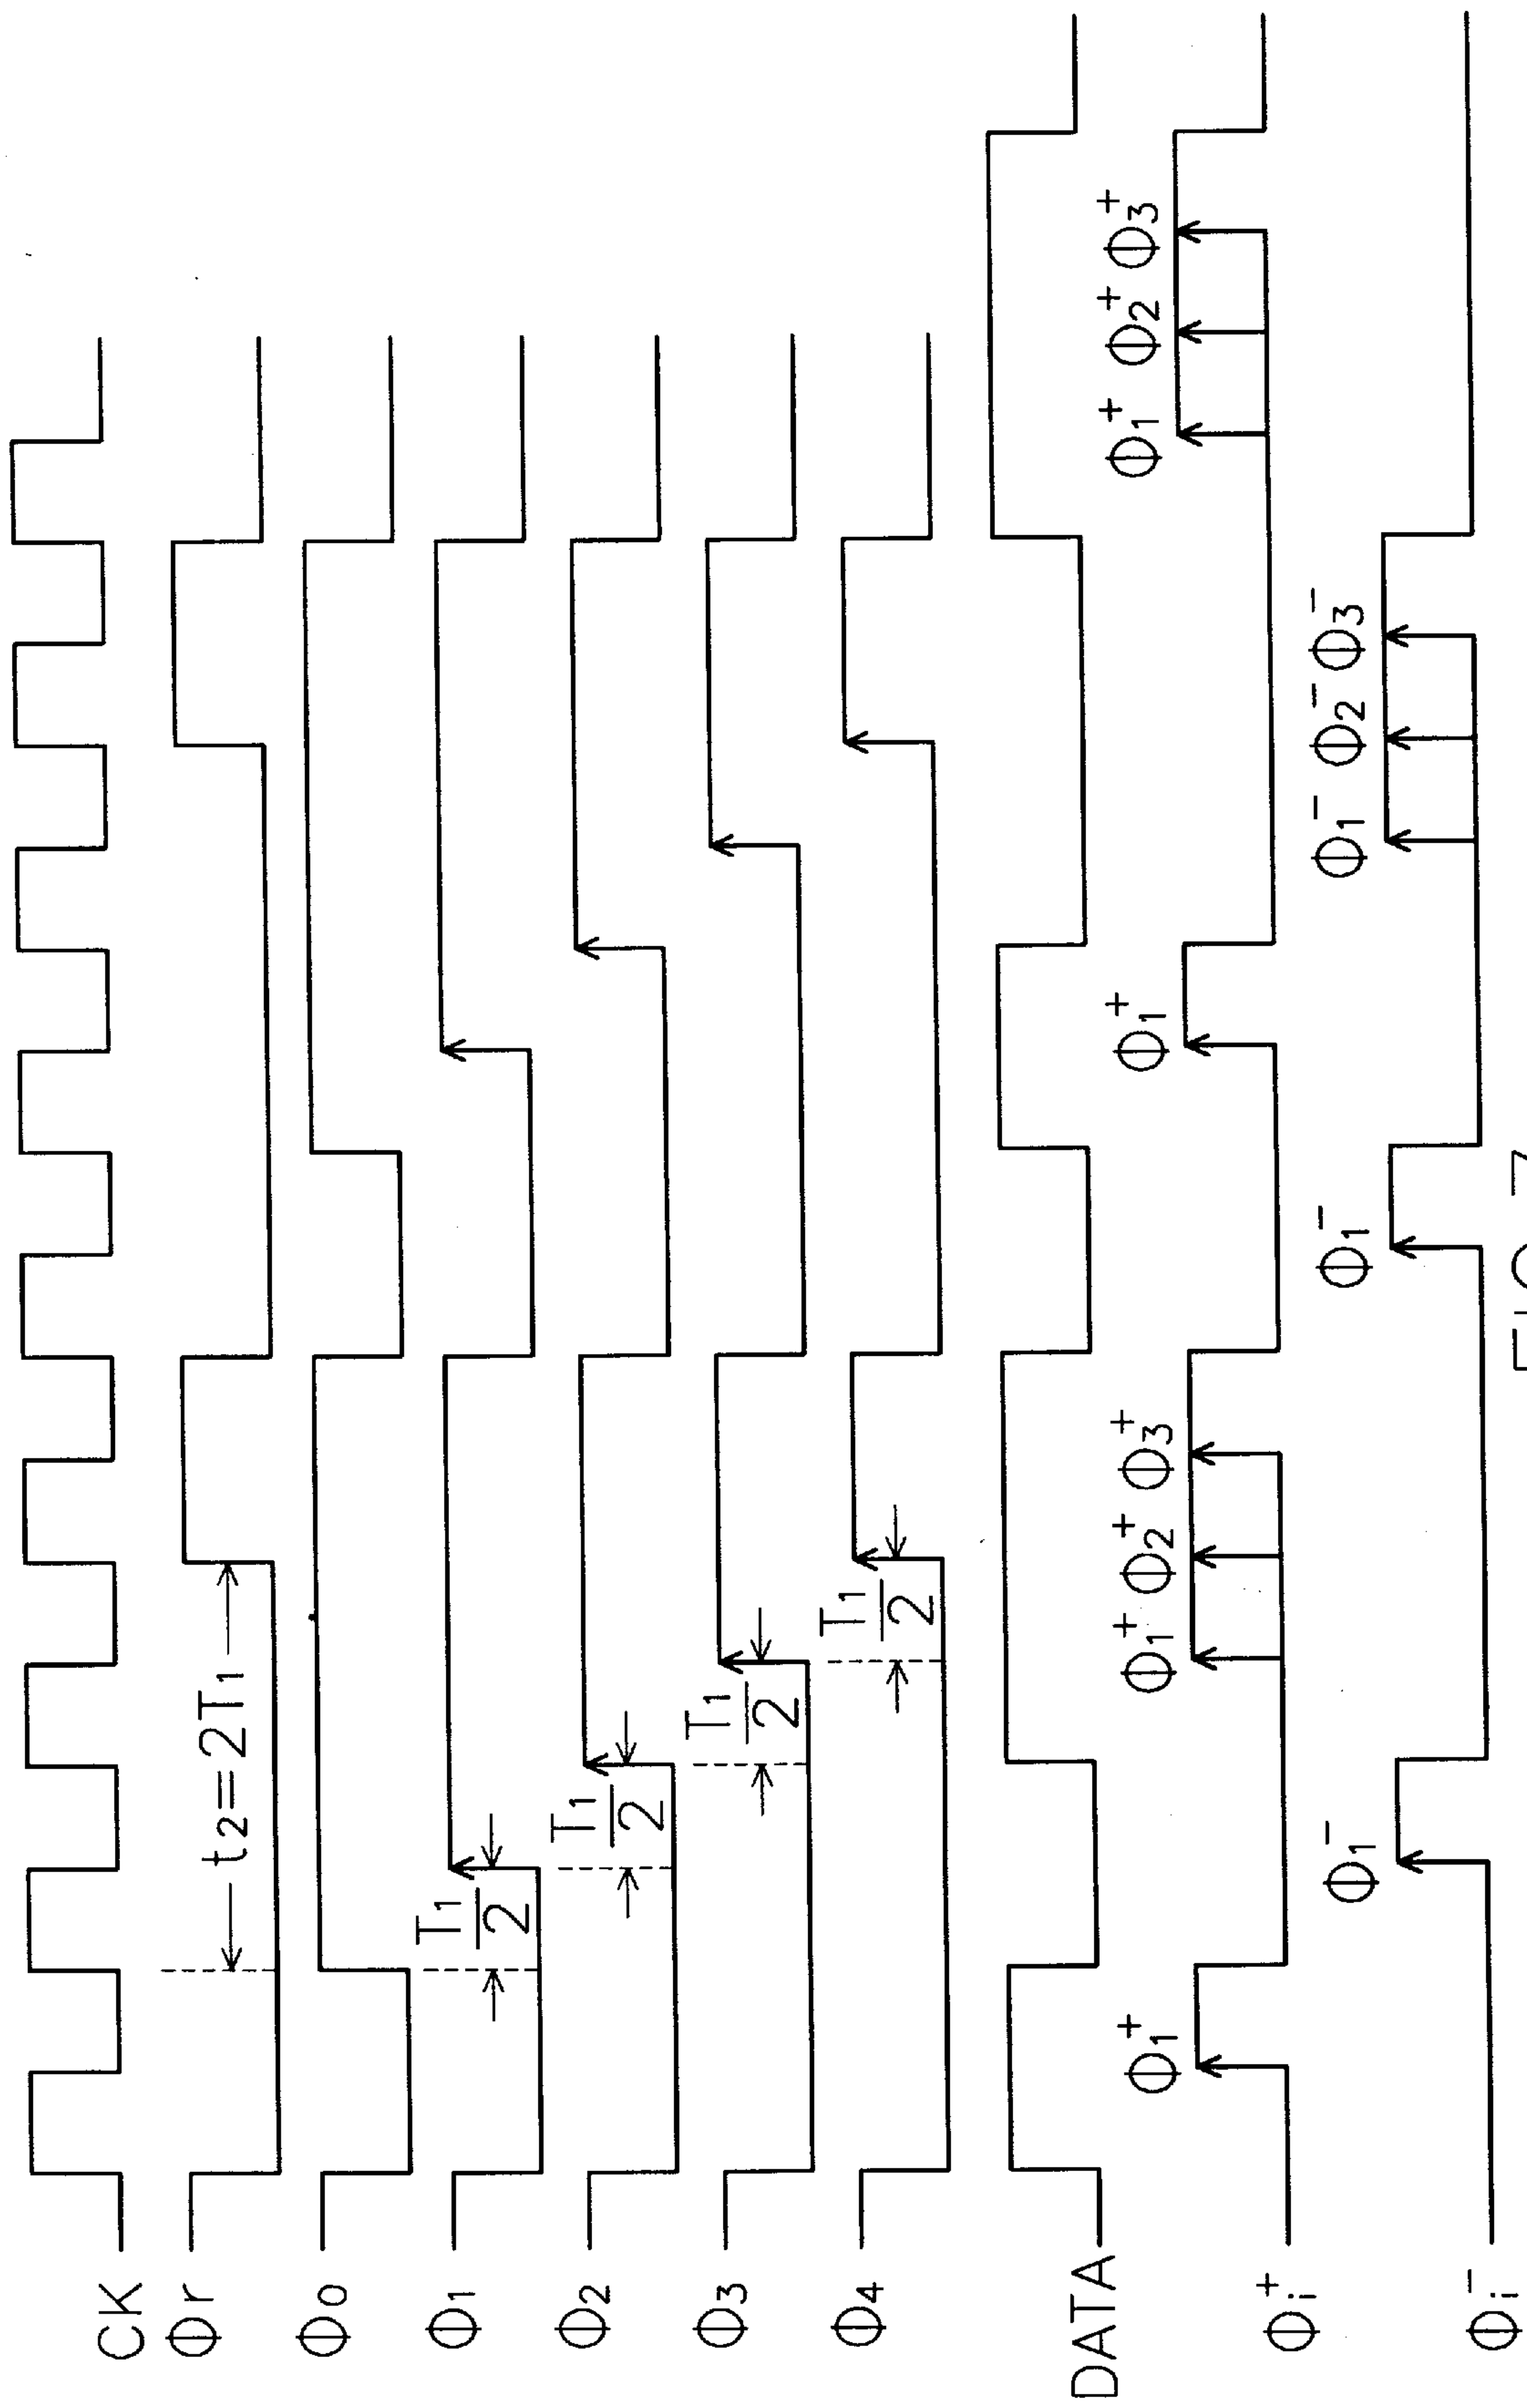 CK
Φr
t₂=2T₁
Φ₀
Φ₁
T₁/2
Φ₂
T₁/2
Φ₃
T₁/2
Φ₄
T₁/2
DATA
Φᵢ⁺
Φ₁⁺ Φ₁⁺ Φ₂⁺ Φ₃⁺ Φ₁⁺ Φ₁⁺ Φ₂⁺ Φ₃⁺
Φᵢ⁻
Φ₁⁻ Φ₁⁻ Φ₁⁻ Φ₂⁻ Φ₃⁻